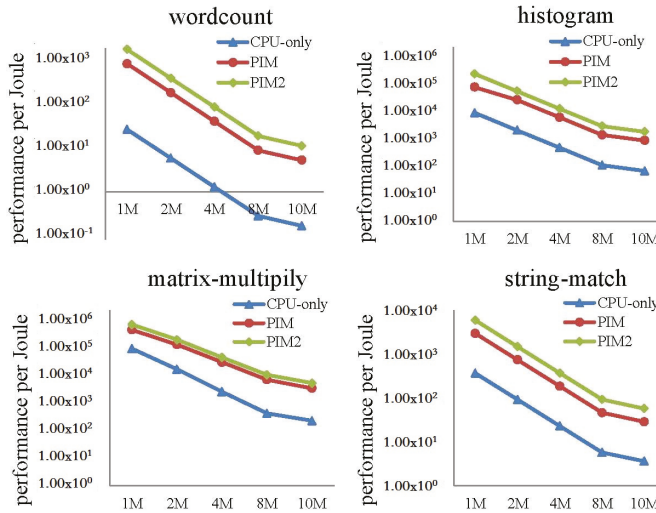 wordcount
performance per Joule
1.00x10³
1.00x10²
1.00x10¹
1.00x10⁰
1.00x10⁻¹
CPU-only
PIM
PIM2
1M 2M 4M 8M 10M
histogram
performance per Joule
1.00x10⁶
1.00x10⁵
1.00x10⁴
1.00x10³
1.00x10²
1.00x10¹
1.00x10⁰
CPU-only
PIM
PIM2
1M 2M 4M 8M 10M
matrix-multipily
performance per Joule
1.00x10⁶
1.00x10⁵
1.00x10⁴
1.00x10³
1.00x10²
1.00x10¹
1.00x10⁰
CPU-only
PIM
PIM2
1M 2M 4M 8M 10M
string-match
performance per Joule
1.00x10⁴
1.00x10³
1.00x10²
1.00x10¹
1.00x10⁰
CPU-only
PIM
PIM2
1M 2M 4M 8M 10M